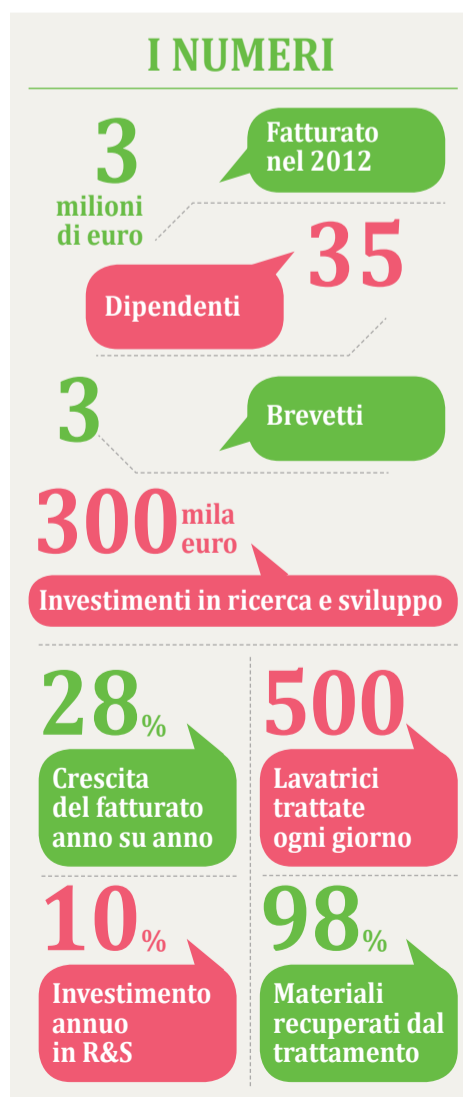 I NUMERI
3
milioni
di euro
Fatturato
nel 2012
35
Dipendenti
3
Brevetti
300 mila
euro
Investimenti in ricerca e sviluppo
28%
Crescita
del fatturato
anno su anno
500
Lavatrici
trattate
ogni giorno
10%
Investimento
annuo
in R&S
98%
Materiali
recuperati dal
trattamento